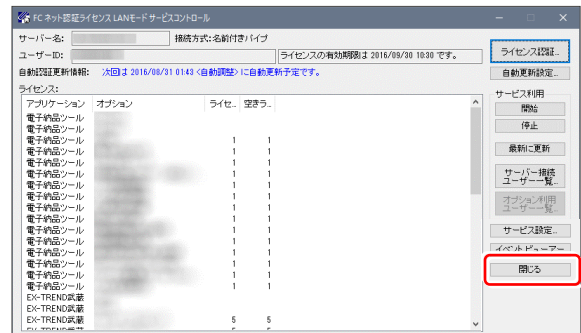 FC ネット認証ライセンス LANモード サービスコントロール
サーバー名: 接続方式:名前付きパイプ
ユーザーID: ライセンスの有効期限は 2016/09/30 10:30 です。
自動認証更新情報: 次回は 2016/08/31 01:43 <自動調整> に自動更新予定です。
ライセンス:
アプリケーション オプション ライセ... 空きラ...
電子納品ツール
電子納品ツール
電子納品ツール 1 1
電子納品ツール 1 1
電子納品ツール 1 1
電子納品ツール 1 1
電子納品ツール 1 1
電子納品ツール 1 1
電子納品ツール 1 1
電子納品ツール 1 1
電子納品ツール 1 1
電子納品ツール 1 1
電子納品ツール 1 1
電子納品ツール 1 1
電子納品ツール 1 1
電子納品ツール 1 1
EX-TREND武蔵
EX-TREND武蔵
EX-TREND武蔵 5 5
ライセンス認証...
自動更新設定...
サービス利用
開始
停止
最新に更新
サーバー接続
ユーザー一覧...
オプション利用
ユーザー一覧...
サービス設定...
イベントビューアー
閉じる